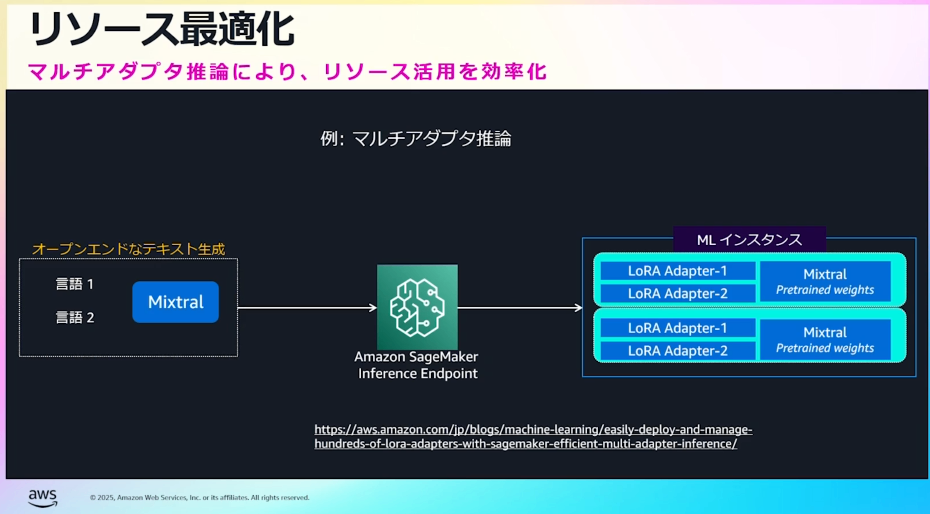 リソース最適化
マルチアダプタ推論により、リソース活用を効率化
例: マルチアダプタ推論
オープンエンドなテキスト生成
言語 1
言語 2
Mixtral
Amazon SageMaker
Inference Endpoint
ML インスタンス
LoRA Adapter-1
LoRA Adapter-2
Mixtral
Pretrained weights
LoRA Adapter-1
LoRA Adapter-2
Mixtral
Pretrained weights
https://aws.amazon.com/jp/blogs/machine-learning/easily-deploy-and-manage-
hundreds-of-lora-adapters-with-sagemaker-efficient-multi-adapter-inference/
aws
© 2025, Amazon Web Services, Inc. or its affiliates. All rights reserved.